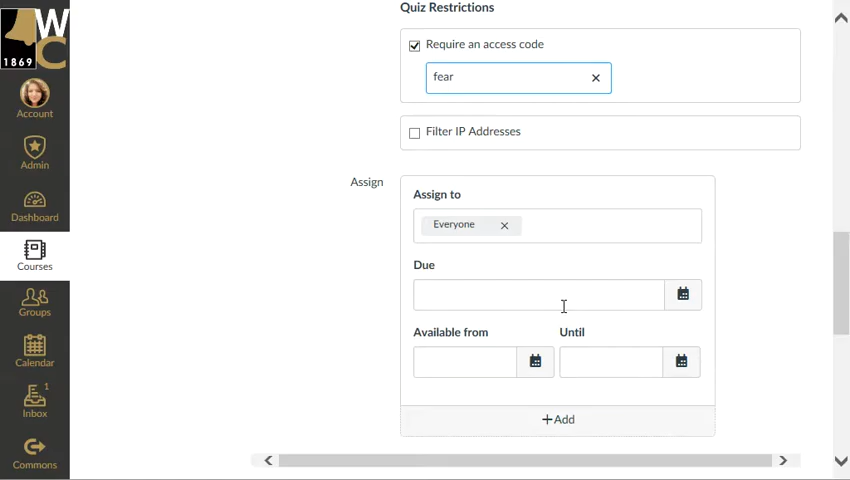 Quiz Restrictions
W
C
1869
Require an access code
fear
Account
Filter IP Addresses
Admin
Assign
Assign to
Everyone
Dashboard
Due
Courses
Groups
Available from
Until
Calendar
1
Inbox
+Add
Commons